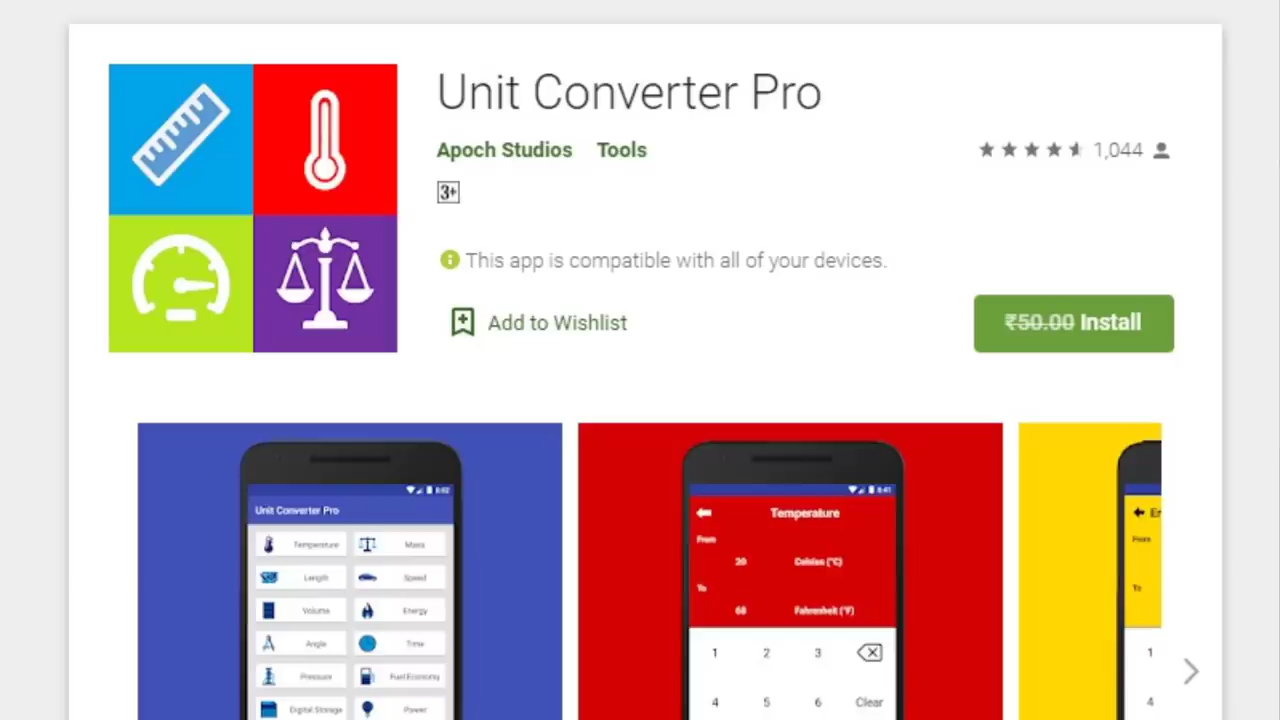 Unit Converter Pro
Apoch Studios Tools
1,044
3+
This app is compatible with all of your devices.
Add to Wishlist
₹50.00 Install
Unit Converter Pro
Temperature Mass
Length Speed
Volume Energy
Angle Time
Pressure Fuel Economy
Digital Storage Power
8:41
Temperature
From
20 Celsius (°C)
To
68 Fahrenheit (°F)
1 2 3
4 5 6 Clear
From
To
1
4